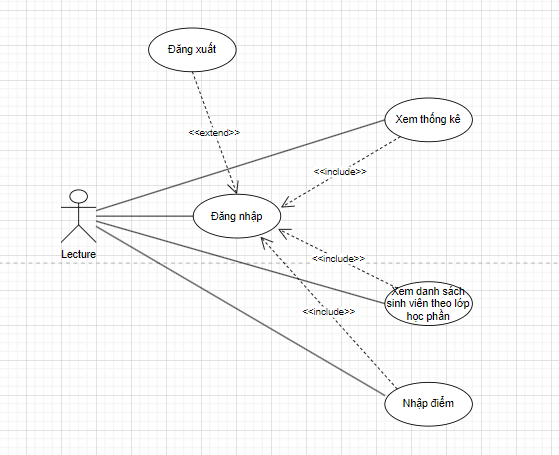 Đăng xuất
Xem thống kê
<<extend>>
<<include>>
Đăng nhập
Lecture
<<include>>
Xem danh sách
sinh viên theo lớp
học phần
<<include>>
Nhập điểm